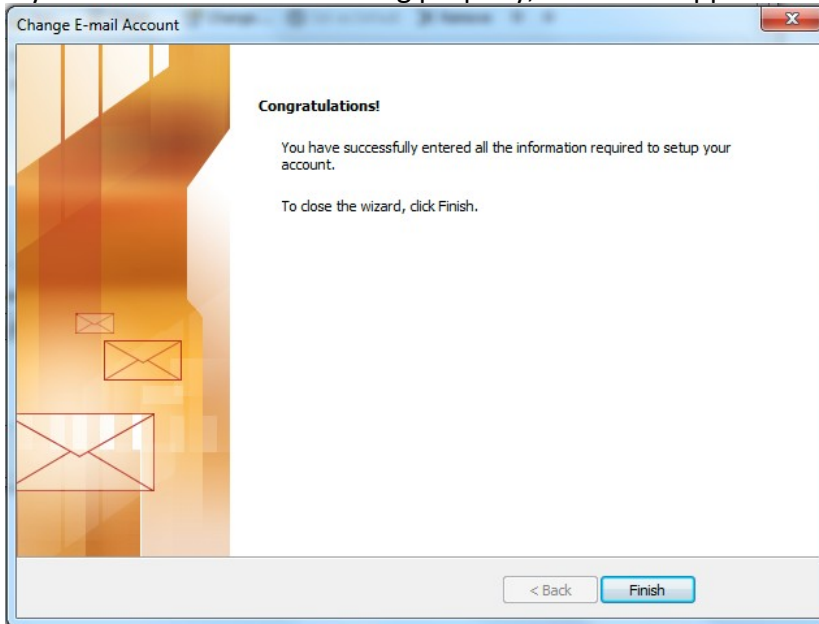 Change E-mail Account
Congratulations!
You have successfully entered all the information required to setup your
account.
To close the wizard, click Finish.
< Back
Finish